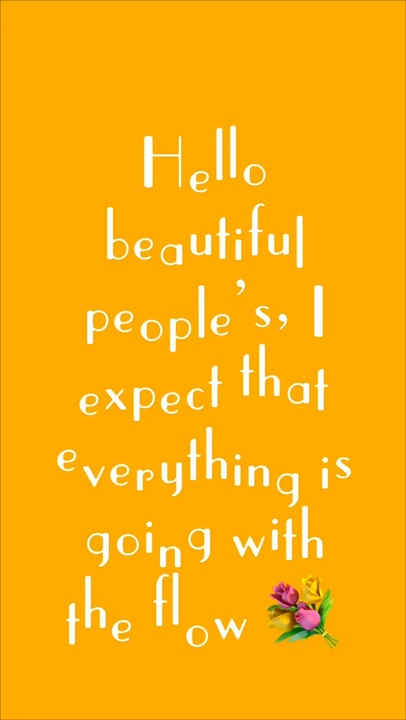 Hello
beautiful
people's, I
expect that
everything is
going with
the flow